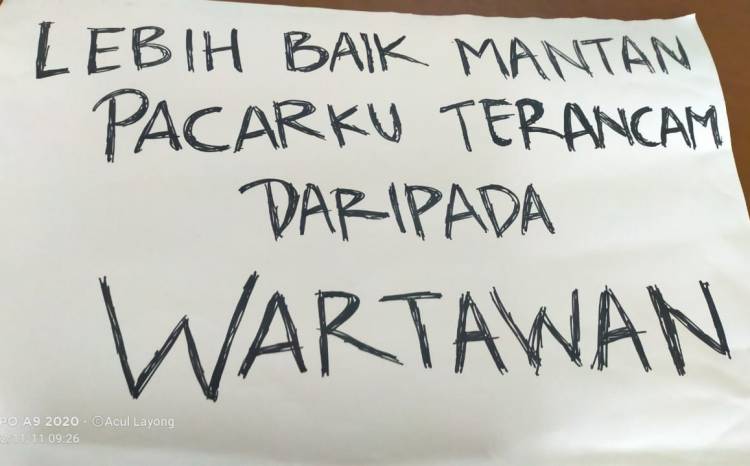 LEBIH BAIK MANTAN
PACARKU TERANCAM
DARIPADA
WARTAWAN
PO A9 2020 · ©Acul Layong
11.11 09:26